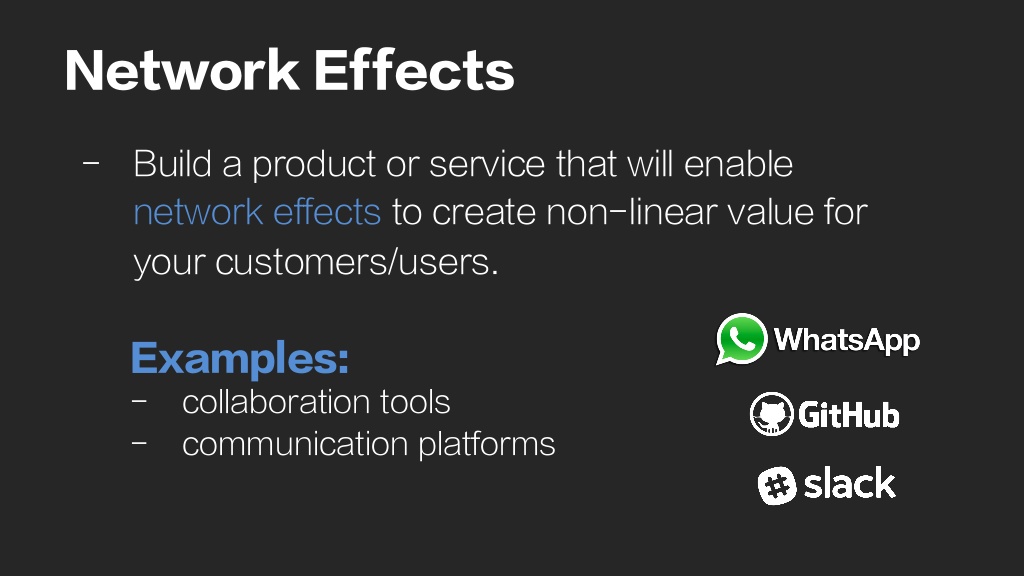 Network Effects
- Build a product or service that will enable
network effects to create non-linear value for
your customers/users.
Examples:
- collaboration tools
- communication platforms
WhatsApp
GitHub
slack